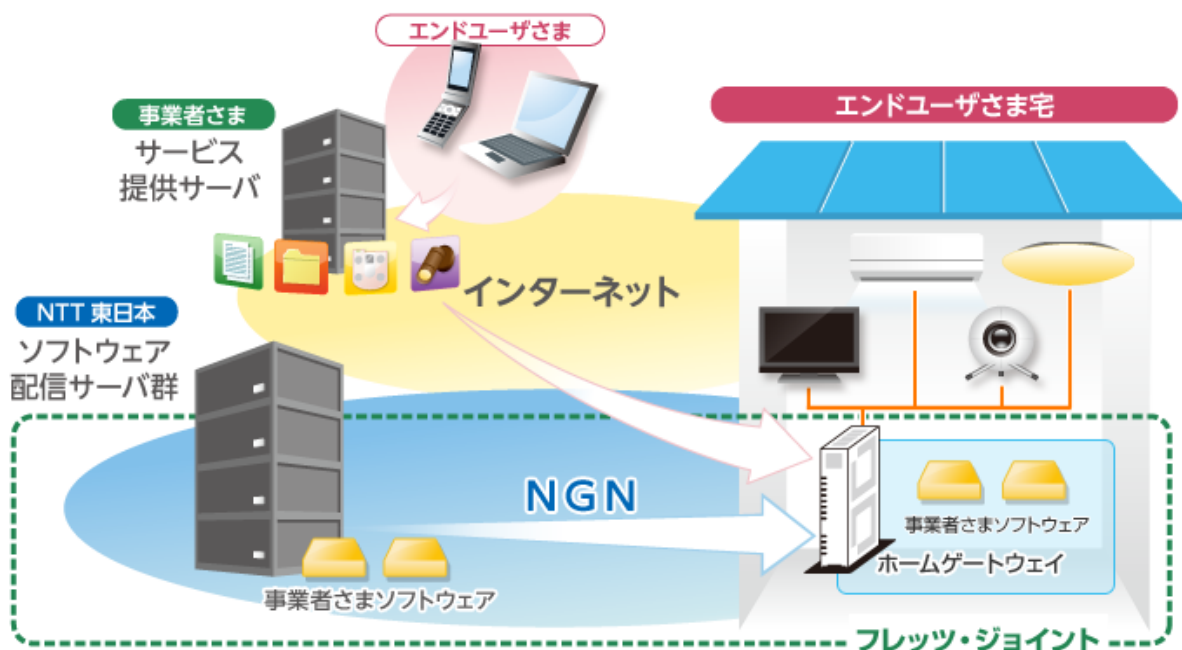 エンドユーザさま
事業者さま
サービス
提供サーバ
エンドユーザさま宅
インターネット
NTT 東日本
ソフトウェア
配信サーバ群
NGN
事業者さまソフトウェア
ホームゲートウェイ
事業者さまソフトウェア
フレッツ・ジョイント